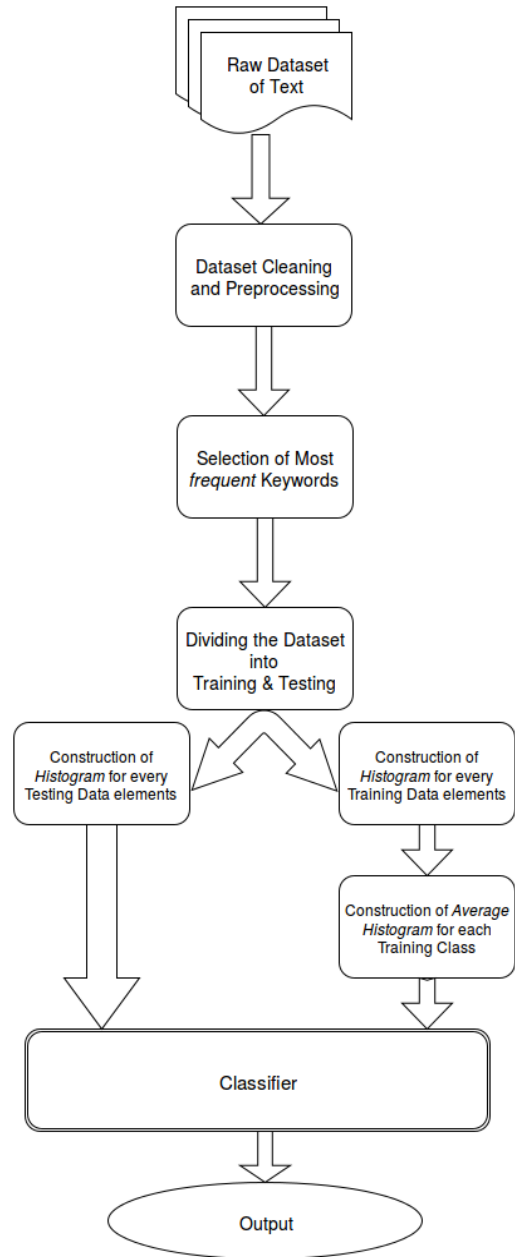 Raw Dataset
of Text
Dataset Cleaning
and Preprocessing
Selection of Most
frequent Keywords
Dividing the Dataset
into
Training & Testing
Construction of
Histogram for every
Testing Data elements
Construction of
Histogram for every
Training Data elements
Construction of Average
Histogram for each
Training Class
Classifier
Output